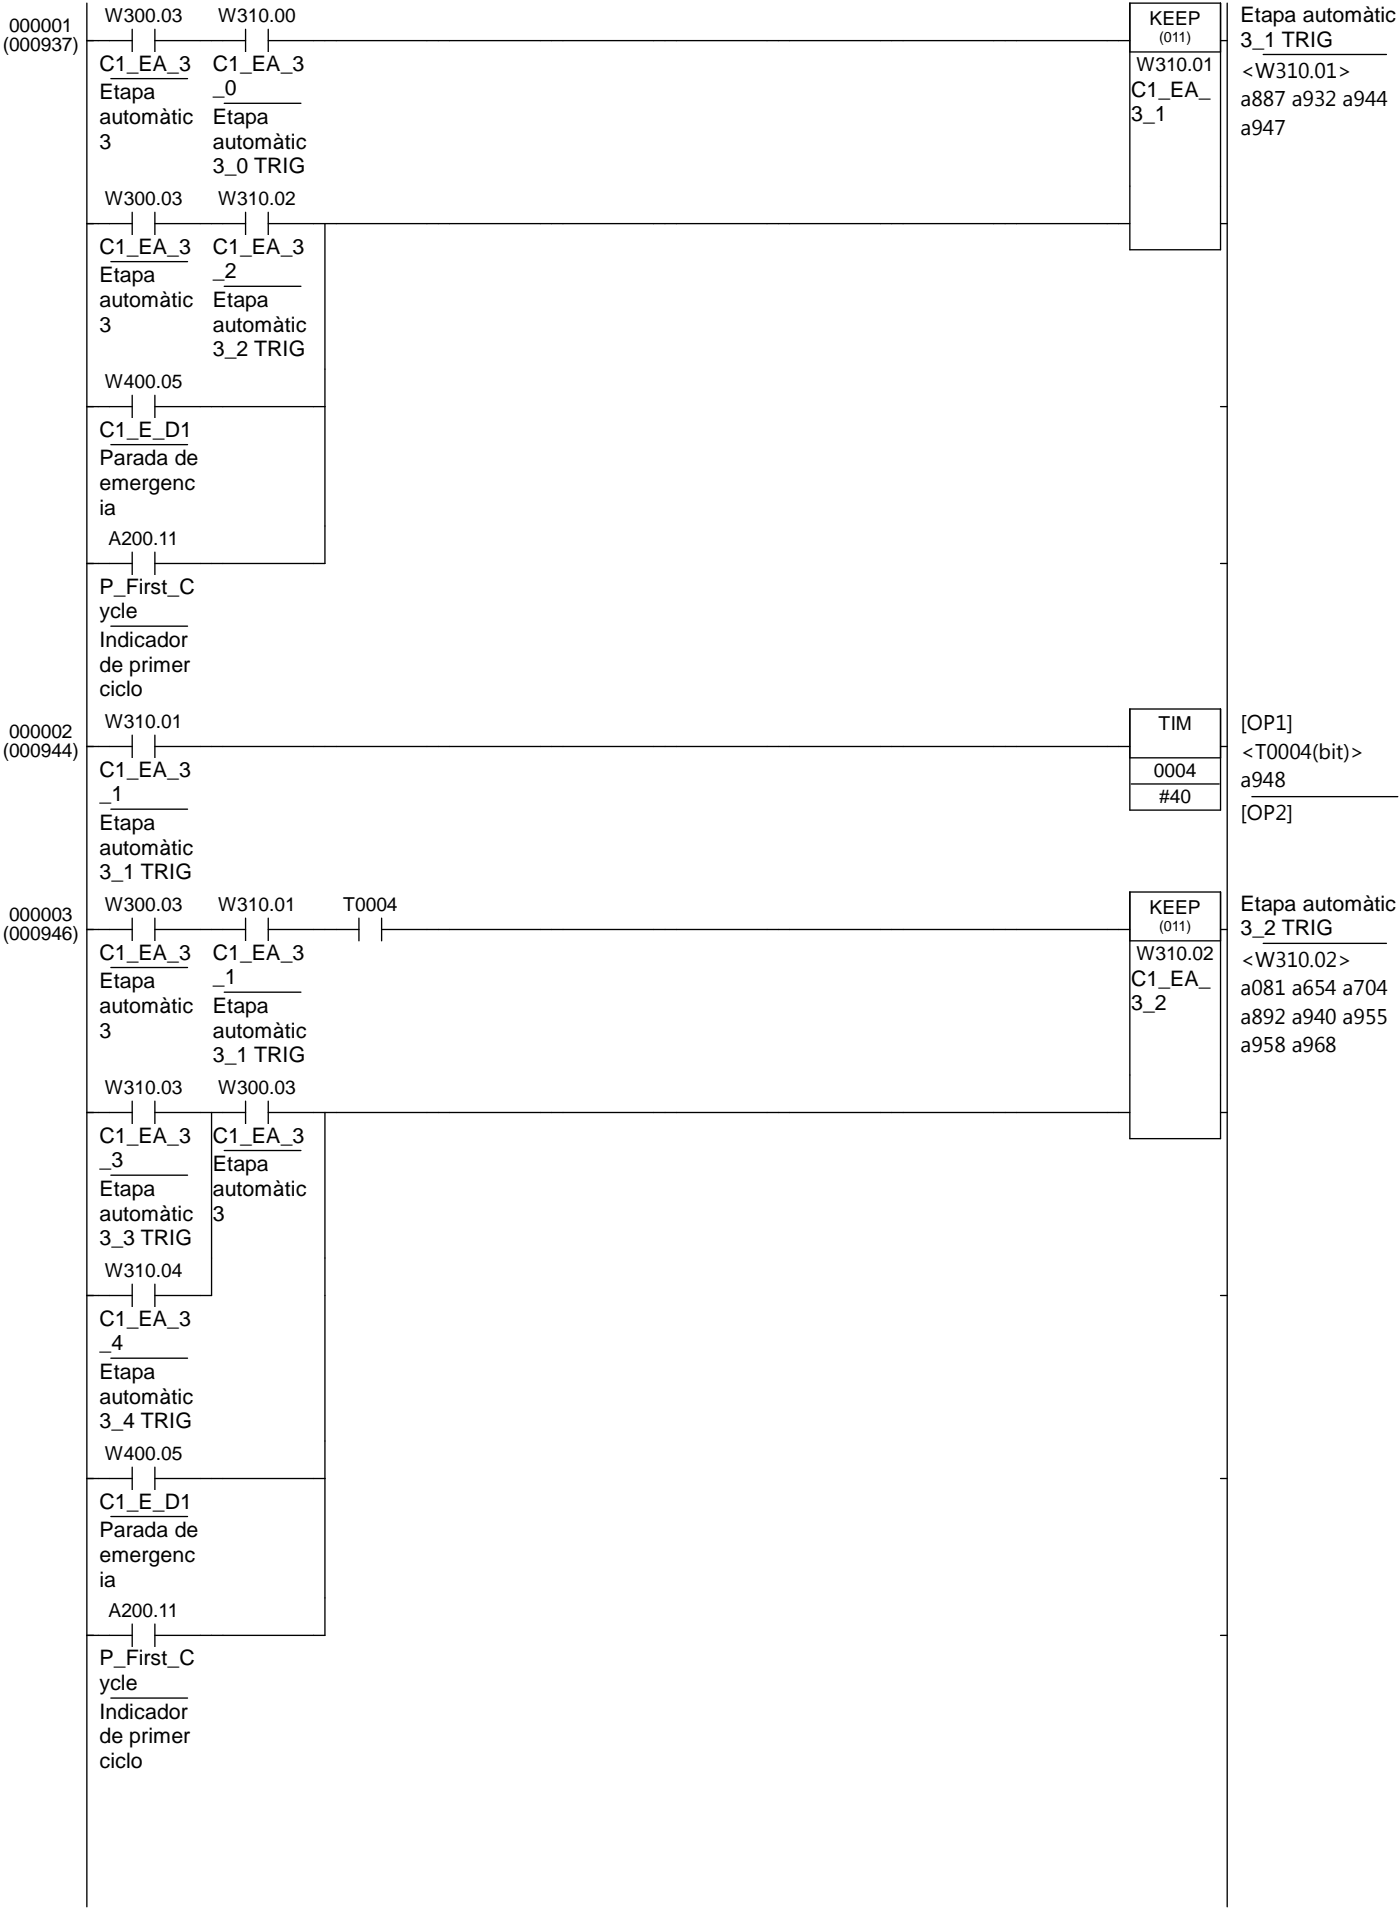 000001
(000937)
W300.03 W310.00
C1_EA_3 C1_EA_3
_0
Etapa
automàtic
3
Etapa
automàtic
3_0 TRIG
KEEP
(011)
W310.01
C1_EA_
3_1
Etapa automàtic
3_1 TRIG
<W310.01>
a887 a932 a944
a947
W300.03 W310.02
C1_EA_3 C1_EA_3
_2
Etapa
automàtic
3
Etapa
automàtic
3_2 TRIG
W400.05
C1_E_D1
Parada de
emergenc
ia
A200.11
P_First_C
ycle
Indicador
de primer
ciclo
000002
(000944)
W310.01
C1_EA_3
_1
Etapa
automàtic
3_1 TRIG
TIM
0004
#40
[OP1]
<T0004(bit)>
a948
[OP2]
000003
(000946)
W300.03 W310.01 T0004
C1_EA_3 C1_EA_3
_1
Etapa
automàtic
3
Etapa
automàtic
3_1 TRIG
KEEP
(011)
W310.02
C1_EA_
3_2
Etapa automàtic
3_2 TRIG
<W310.02>
a081 a654 a704
a892 a940 a955
a958 a968
W310.03 W300.03
C1_EA_3 C1_EA_3
_3
Etapa
automàtic
3_3 TRIG
Etapa
automàtic
3
W310.04
C1_EA_3
_4
Etapa
automàtic
3_4 TRIG
W400.05
C1_E_D1
Parada de
emergenc
ia
A200.11
P_First_C
ycle
Indicador
de primer
ciclo